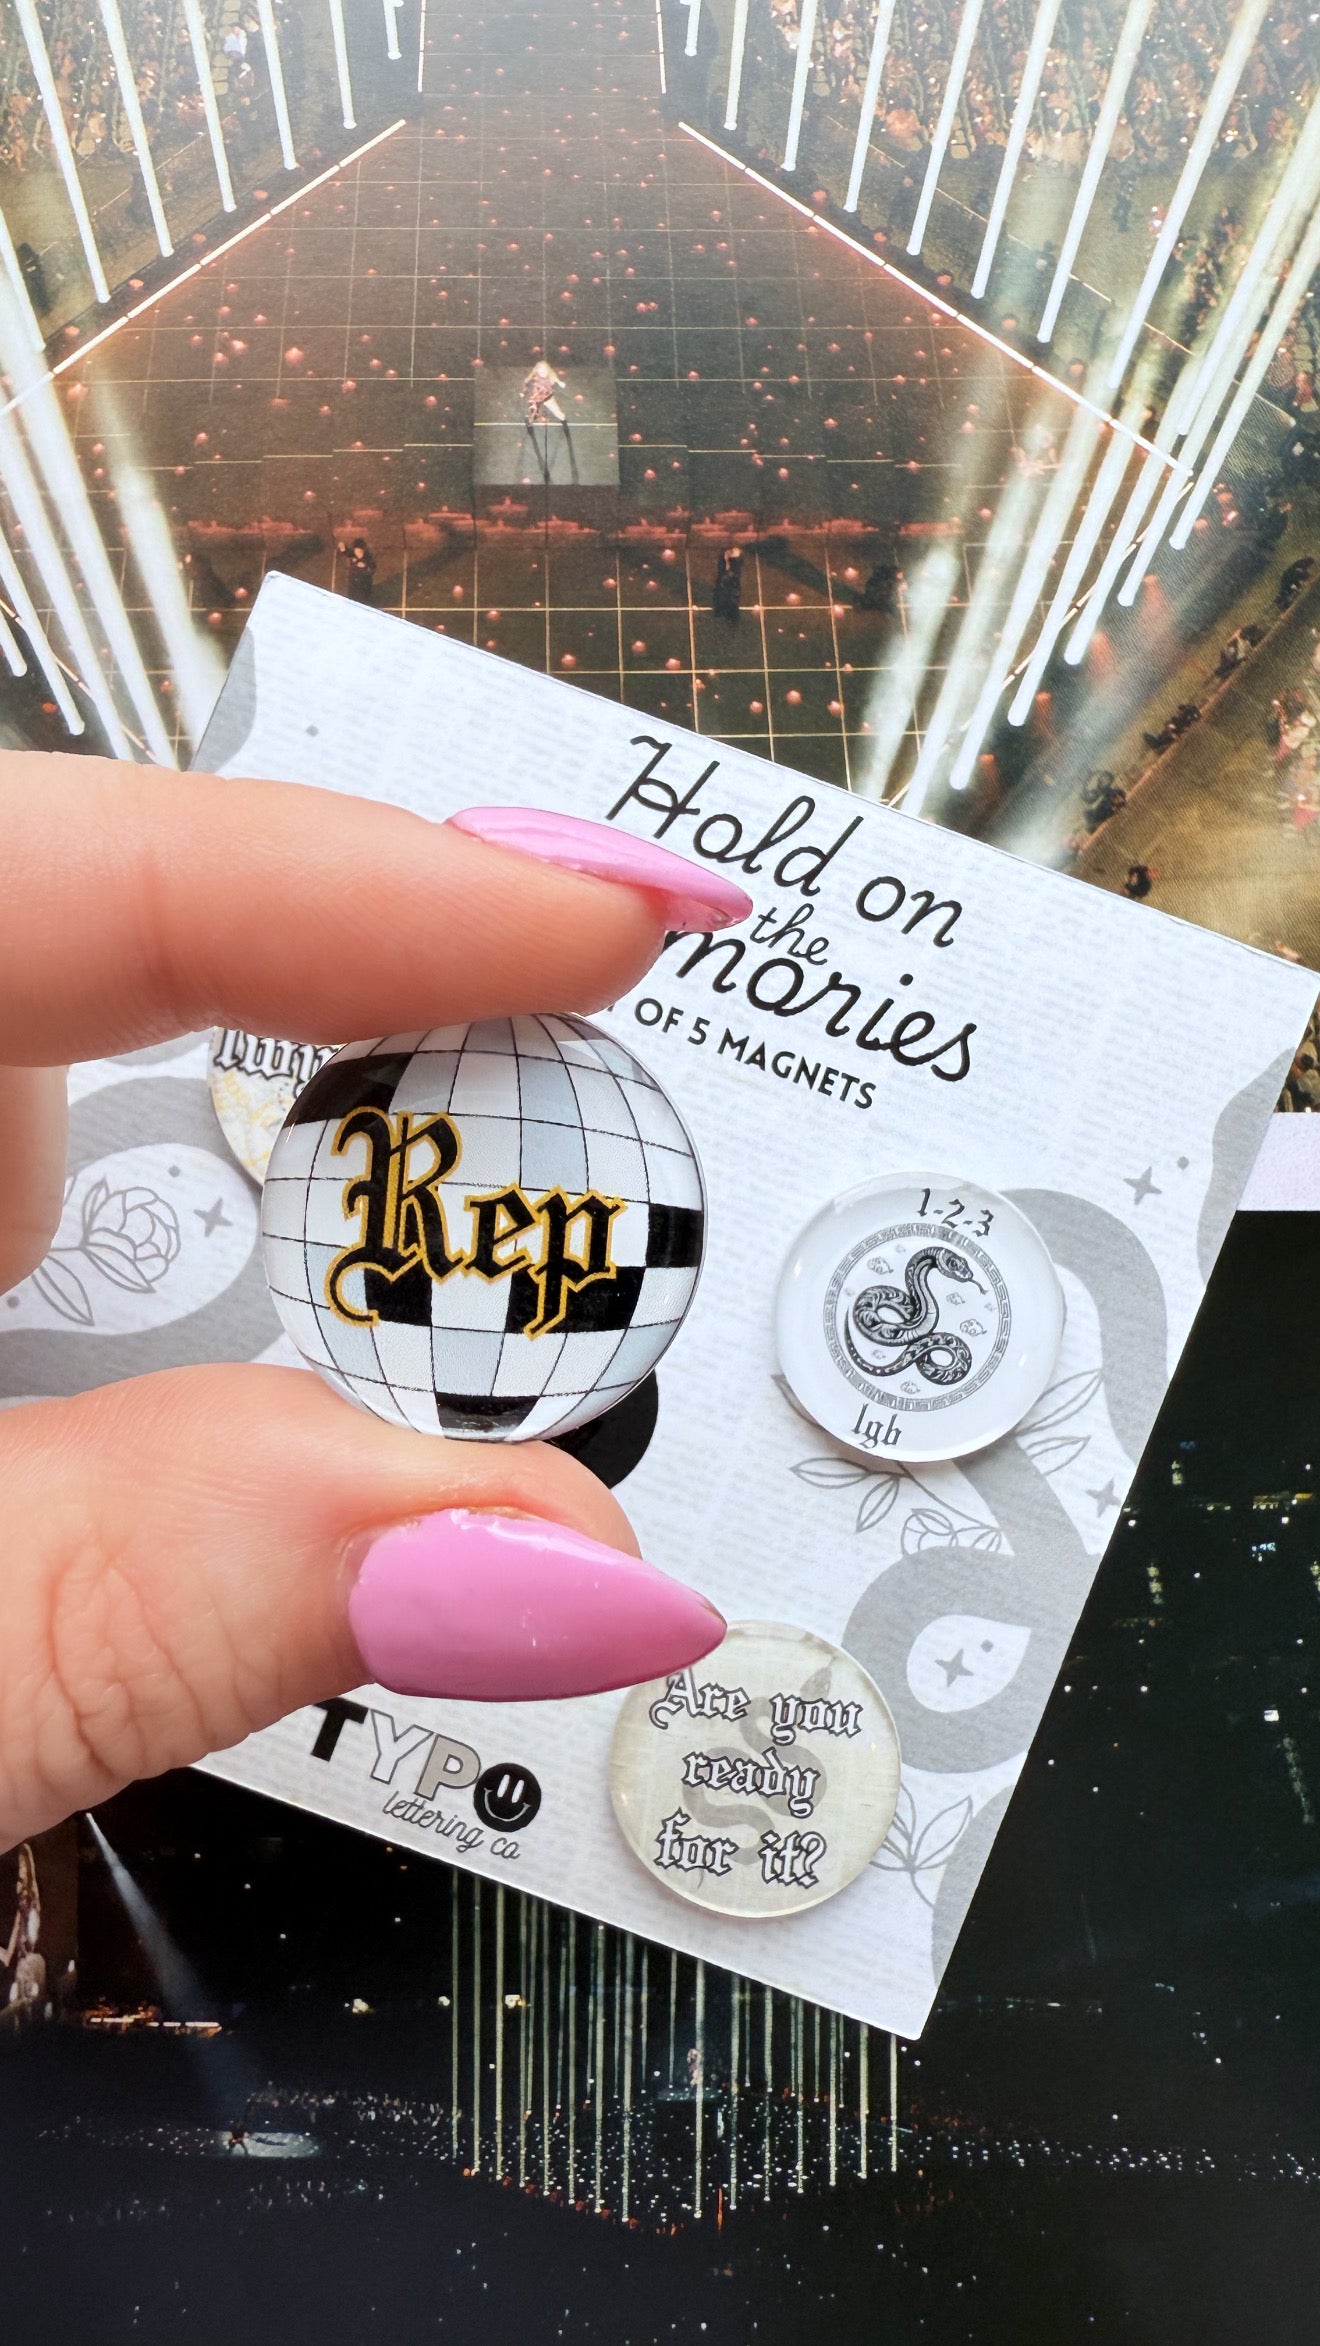 Hold on
the
mories
OF 5 MAGNETS
Rep
1-2-3
lgb
Are you
ready
for it?
TYPO
lettering co